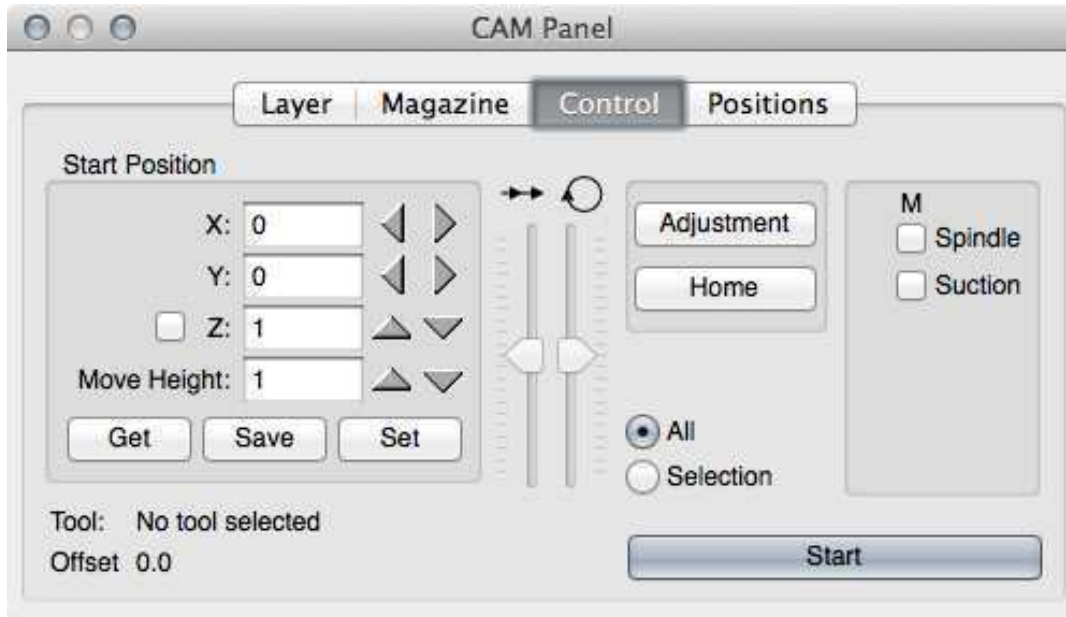 CAM Panel
Layer Magazine Control Positions
Start Position
X: 0
Y: 0
Z: 1
Move Height: 1
Get Save Set
Tool: No tool selected
Offset 0.0
Adjustment
Home
All
Selection
M
Spindle
Suction
Start